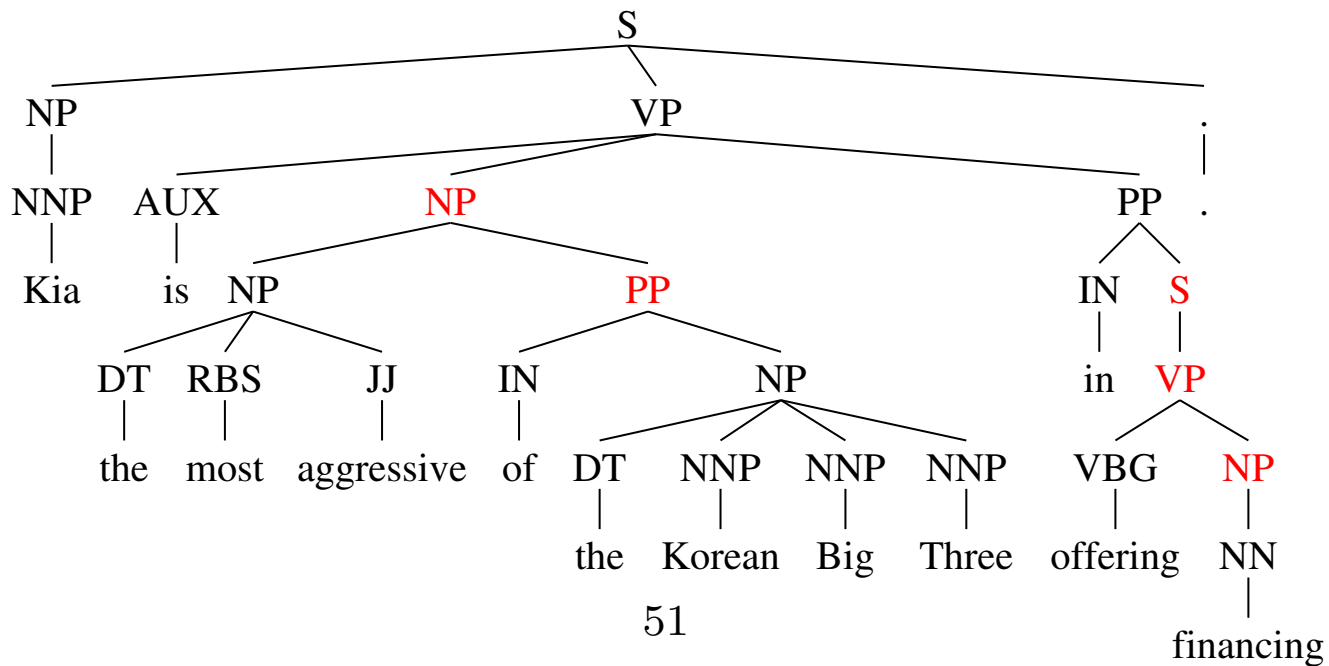 S
NP VP .
NNP AUX NP PP .
Kia is NP PP IN S
DT RBS JJ IN NP in VP
the most aggressive of DT NNP NNP NNP VBG NP
the Korean Big Three offering NN
51
financing